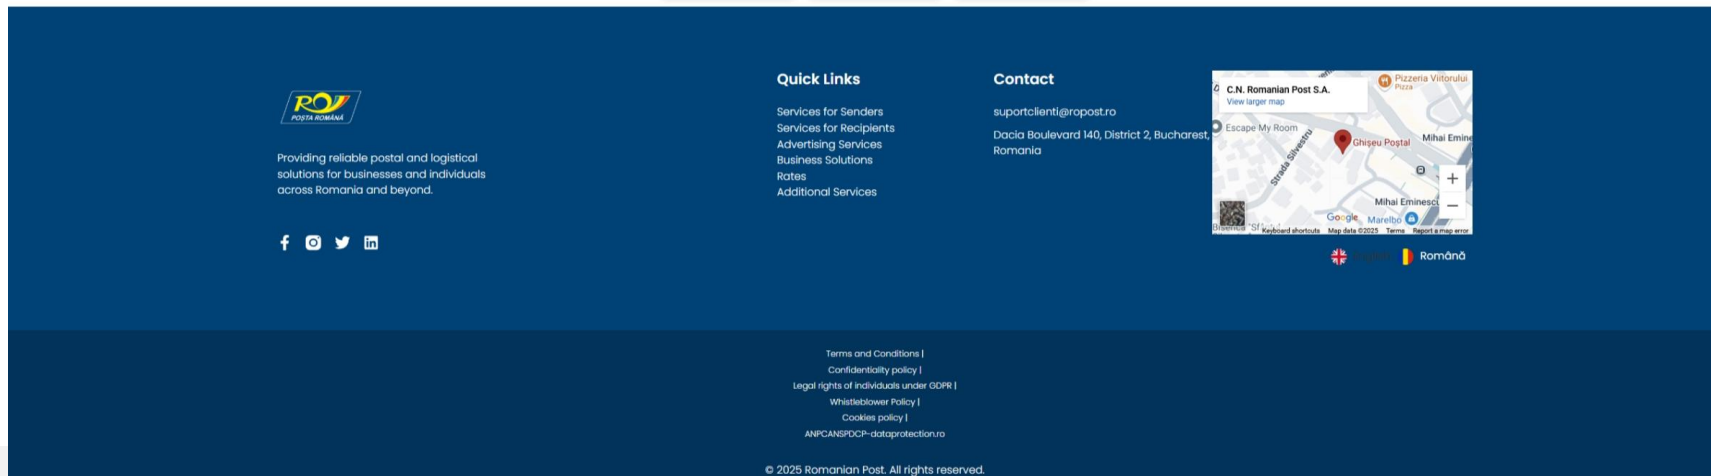 POȘTA ROMÂNĂ
Providing reliable postal and logistical
solutions for businesses and individuals
across Romania and beyond.
Quick Links
Services for Senders
Services for Recipients
Advertising Services
Business Solutions
Rates
Additional Services
Contact
suportclienti@ropost.ro
Dacia Boulevard 140, District 2, Bucharest,
Romania
C.N. Romanian Post S.A.
View larger map
Pizzeria Viitorului
Pizza
Escape My Room
Strada Silvestru
Ghișeu Poștal
Mihai Emine
Mihai Eminescu
Google
Marelbo
Keyboard shortcuts
Map data ©2025
Terms
Report a map error
Română
Terms and Conditions |
Confidentiality policy |
Legal rights of individuals under GDPR |
Whistleblower Policy |
Cookies policy |
ANPCANSPDCP-dataprotection.ro
© 2025 Romanian Post. All rights reserved.